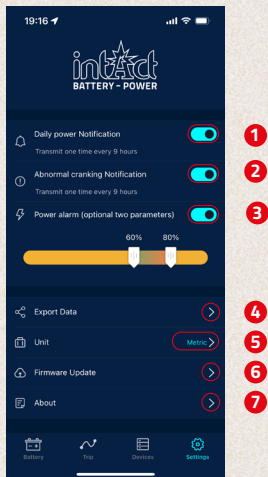 19:16
intAct
BATTERY - POWER
Daily power Notification
Transmit one time every 9 hours
1
Abnormal cranking Notification
Transmit one time every 9 hours
2
Power alarm (optional two parameters)
3
60% 80%
Export Data
4
Unit Metric
5
Firmware Update
6
About
7
Battery Trip Devices Settings